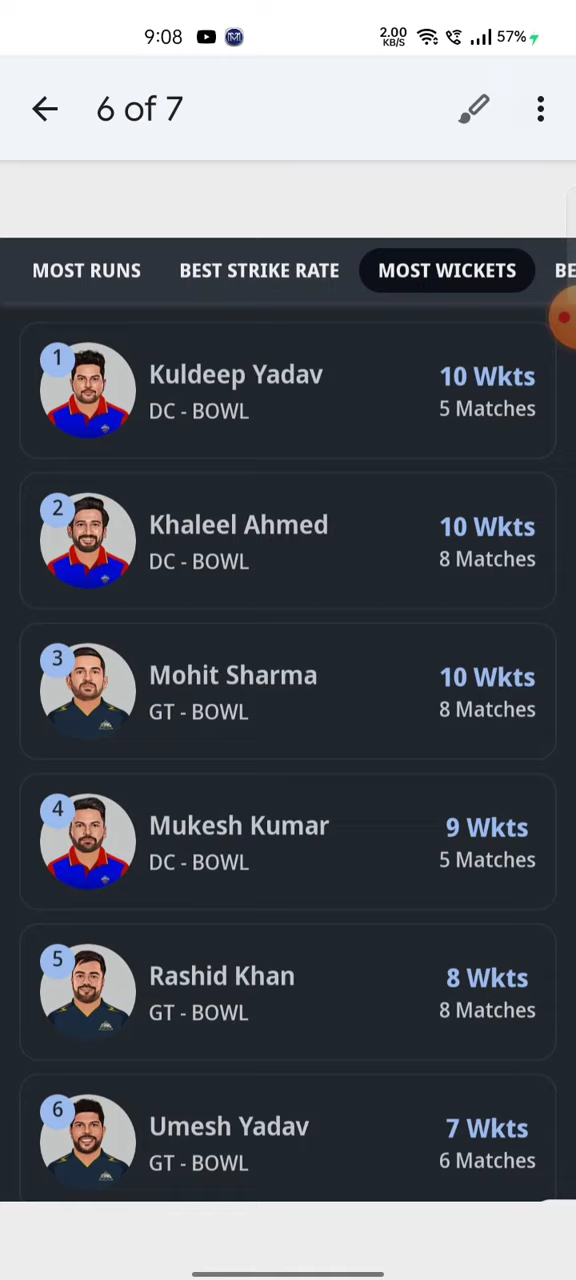 9:08 2.00 KB/S 57%
6 of 7
MOST RUNS BEST STRIKE RATE MOST WICKETS BE
1
Kuldeep Yadav 10 Wkts
DC - BOWL 5 Matches
2
Khaleel Ahmed 10 Wkts
DC - BOWL 8 Matches
3
Mohit Sharma 10 Wkts
GT - BOWL 8 Matches
4
Mukesh Kumar 9 Wkts
DC - BOWL 5 Matches
5
Rashid Khan 8 Wkts
GT - BOWL 8 Matches
6
Umesh Yadav 7 Wkts
GT - BOWL 6 Matches